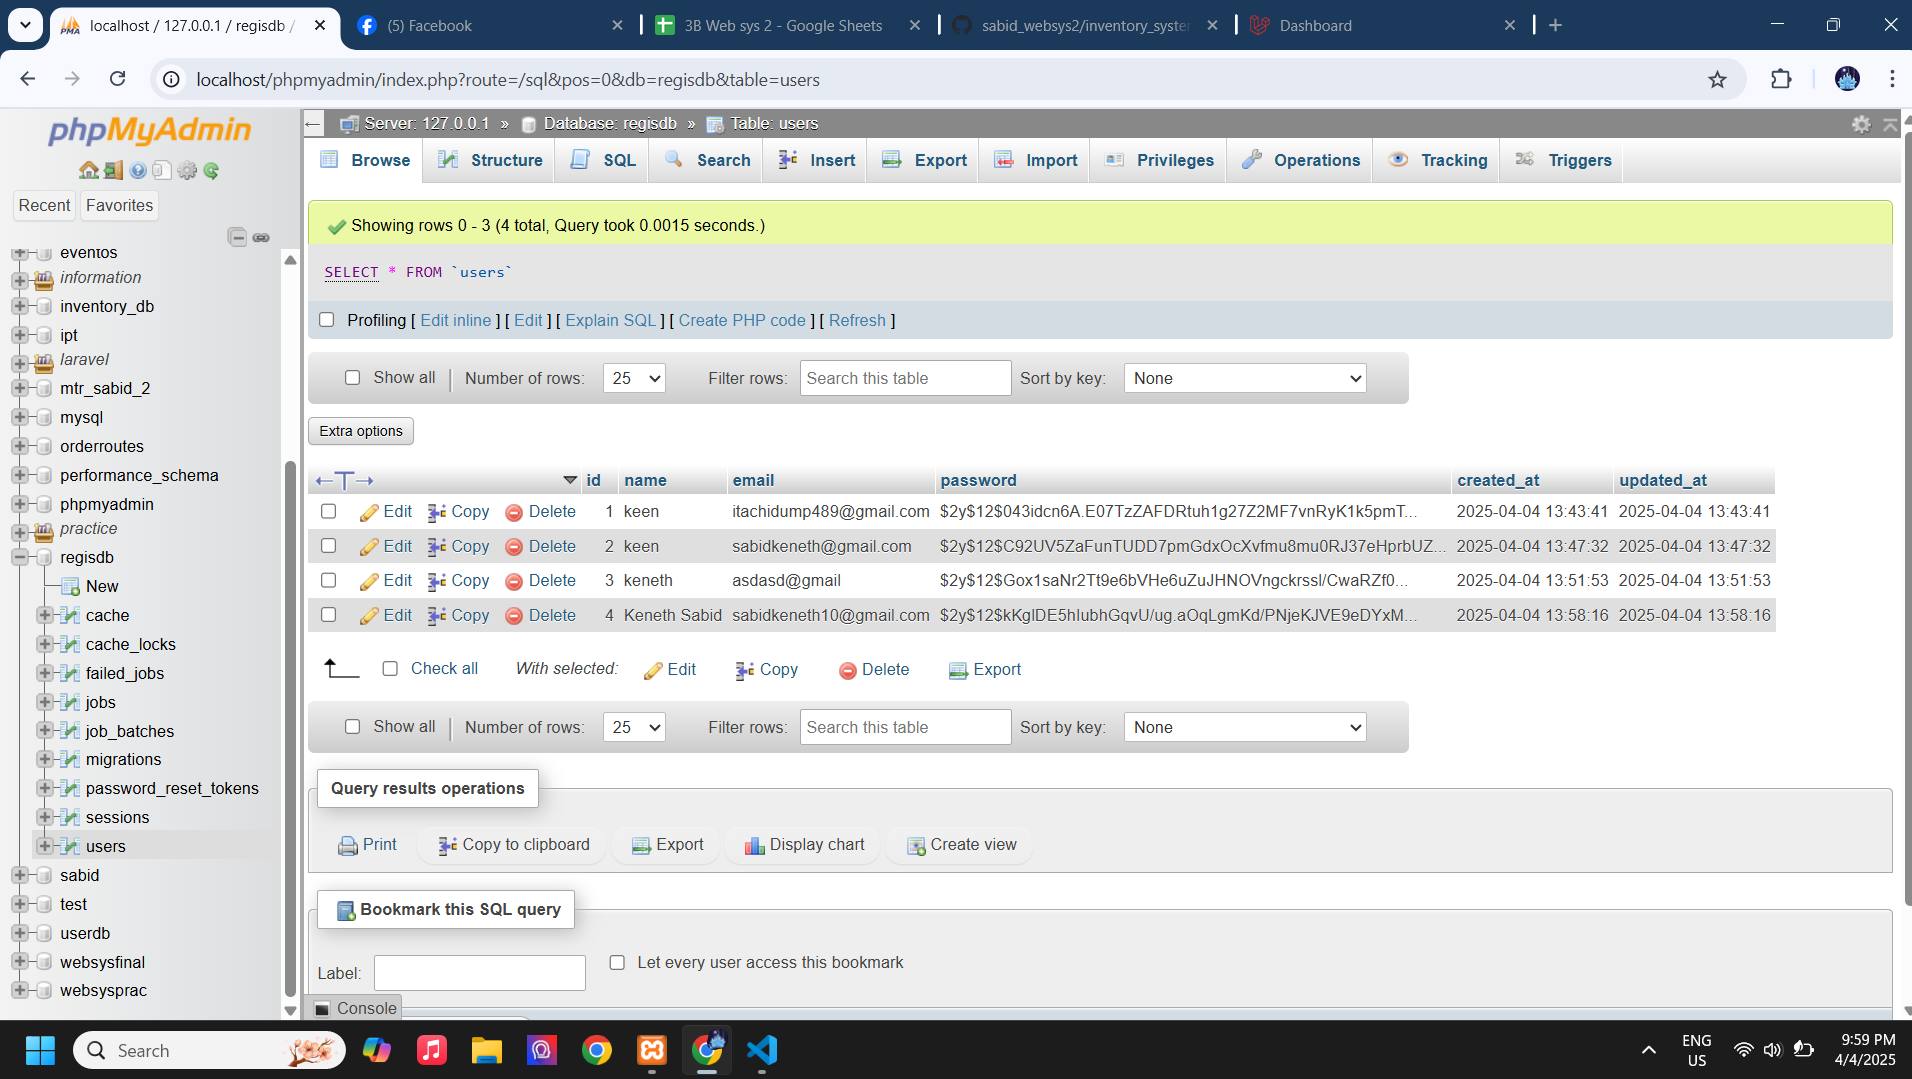 localhost / 127.0.0.1 / regisdb /
(5) Facebook
3B Web sys 2 - Google Sheets
sabid_websys2/inventory_syste
Dashboard
localhost/phpmyadmin/index.php?route=/sql&pos=0&db=regisdb&table=users
phpMyAdmin
Recent
Favorites
eventos
information
inventory_db
ipt
laravel
mtr_sabid_2
mysql
orderroutes
performance_schema
phpmyadmin
practice
regisdb
New
cache
cache_locks
failed_jobs
jobs
job_batches
migrations
password_reset_tokens
sessions
users
sabid
test
userdb
websysfinal
websysprac
Server: 127.0.0.1 » Database: regisdb » Table: users
Browse Structure SQL Search Insert Export Import Privileges Operations Tracking Triggers
Showing rows 0 - 3 (4 total, Query took 0.0015 seconds.)
SELECT * FROM `users`
Profiling [ Edit inline ] [ Edit ] [ Explain SQL ] [ Create PHP code ] [ Refresh ]
Show all Number of rows: 25 Filter rows: Search this table Sort by key: None
Extra options
id name email password created_at updated_at
Edit Copy Delete 1 keen itachidump489@gmail.com $2y$12$043idcn6A.E07TzZAFDRtuh1g27Z2MF7vnRyK1k5pmT... 2025-04-04 13:43:41 2025-04-04 13:43:41
Edit Copy Delete 2 keen sabidkeneth@gmail.com $2y$12$C92UV5ZaFunTUDD7pmGdxOcXvfmu8mu0RJ37eHprbUZ... 2025-04-04 13:47:32 2025-04-04 13:47:32
Edit Copy Delete 3 keneth asdasd@gmail $2y$12$Gox1saNr2Tt9e6bVHe6uZuJHNOVngckrssl/CwaRZf0... 2025-04-04 13:51:53 2025-04-04 13:51:53
Edit Copy Delete 4 Keneth Sabid sabidkeneth10@gmail.com $2y$12$kKglDE5hIubhGqvU/ug.aOqLgmKd/PNjeKJVE9eDYxM... 2025-04-04 13:58:16 2025-04-04 13:58:16
Check all With selected: Edit Copy Delete Export
Show all Number of rows: 25 Filter rows: Search this table Sort by key: None
Query results operations
Print Copy to clipboard Export Display chart Create view
Bookmark this SQL query
Label: Let every user access this bookmark
Console
Search
ENG
US
9:59 PM
4/4/2025